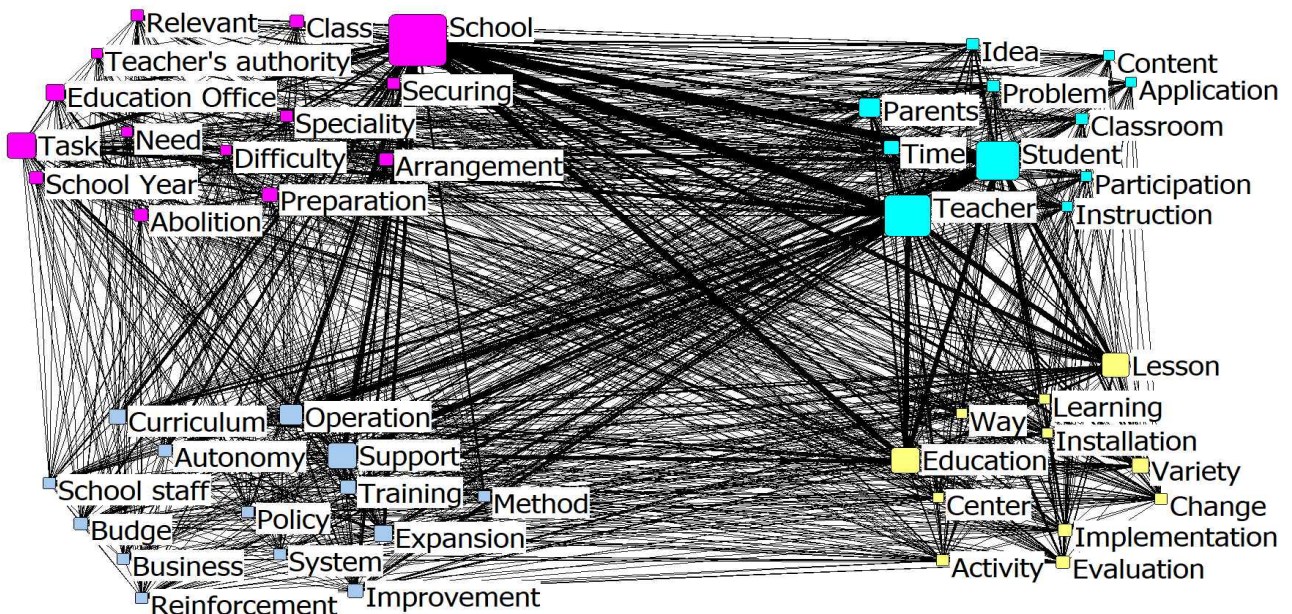 Relevant
Class
School
Teacher's authority
Securing
Education Office
Speciality
Task
Need
Difficulty
Arrangement
School Year
Preparation
Abolition
Idea
Content
Parents
Problem
Application
Classroom
Time
Student
Participation
Teacher
Instruction
Curriculum
Operation
Autonomy
Support
School staff
Training
Method
Budge
Policy
Expansion
Business
System
Reinforcement
Improvement
Lesson
Learning
Way
Installation
Education
Variety
Center
Change
Implementation
Activity
Evaluation